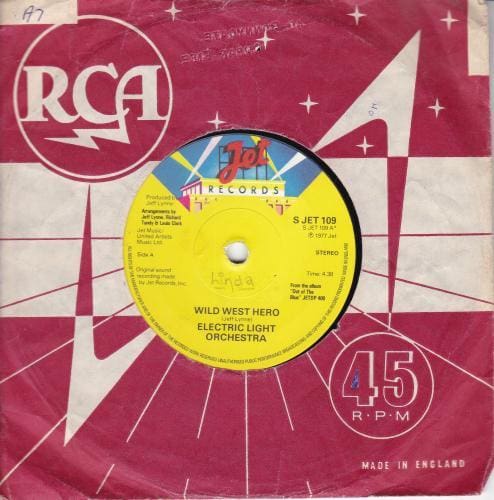 A7
RCA
Jet
RECORDS
Produced by
Jeff Lynne
Arrangements by
Jeff Lynne, Richard
Tandy & Louis Clark
Jet Music/
United Artists
Music Ltd.
Side A
Original sound
recording made
by Jet Records, Inc.
S JET 109
S JET 109 A*
℗ 1977 Jet
STEREO
Time: 4.38
From the album
"Out of The
Blue" JETDP 400
Linda
WILD WEST HERO
(Jeff Lynne)
ELECTRIC LIGHT
ORCHESTRA
45
R·P·M
MADE IN ENGLAND